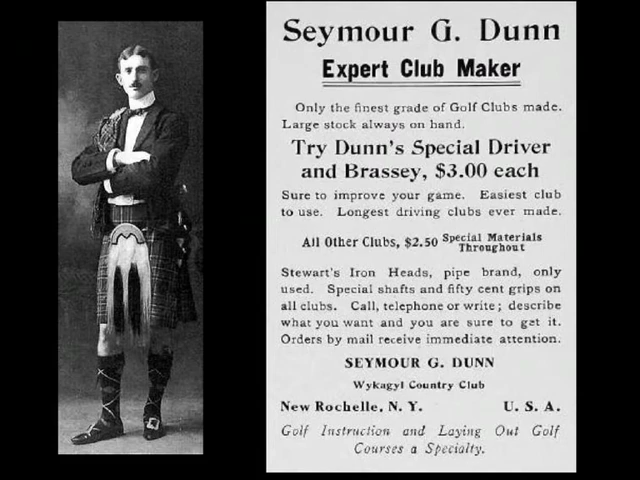 Seymour G. Dunn
Expert Club Maker
Only the finest grade of Golf Clubs made.
Large stock always on hand.
Try Dunn's Special Driver
and Brassey, $3.00 each
Sure to improve your game. Easiest club
to use. Longest driving clubs ever made.
All Other Clubs, $2.50 Special Materials Throughout
Stewart's Iron Heads, pipe brand, only
used. Special shafts and fifty cent grips on
all clubs. Call, telephone or write; describe
what you want and you are sure to get it.
Orders by mail receive immediate attention.
SEYMOUR G. DUNN
Wykagyl Country Club
New Rochelle, N. Y. U. S. A.
Golf Instruction and Laying Out Golf
Courses a Specialty.